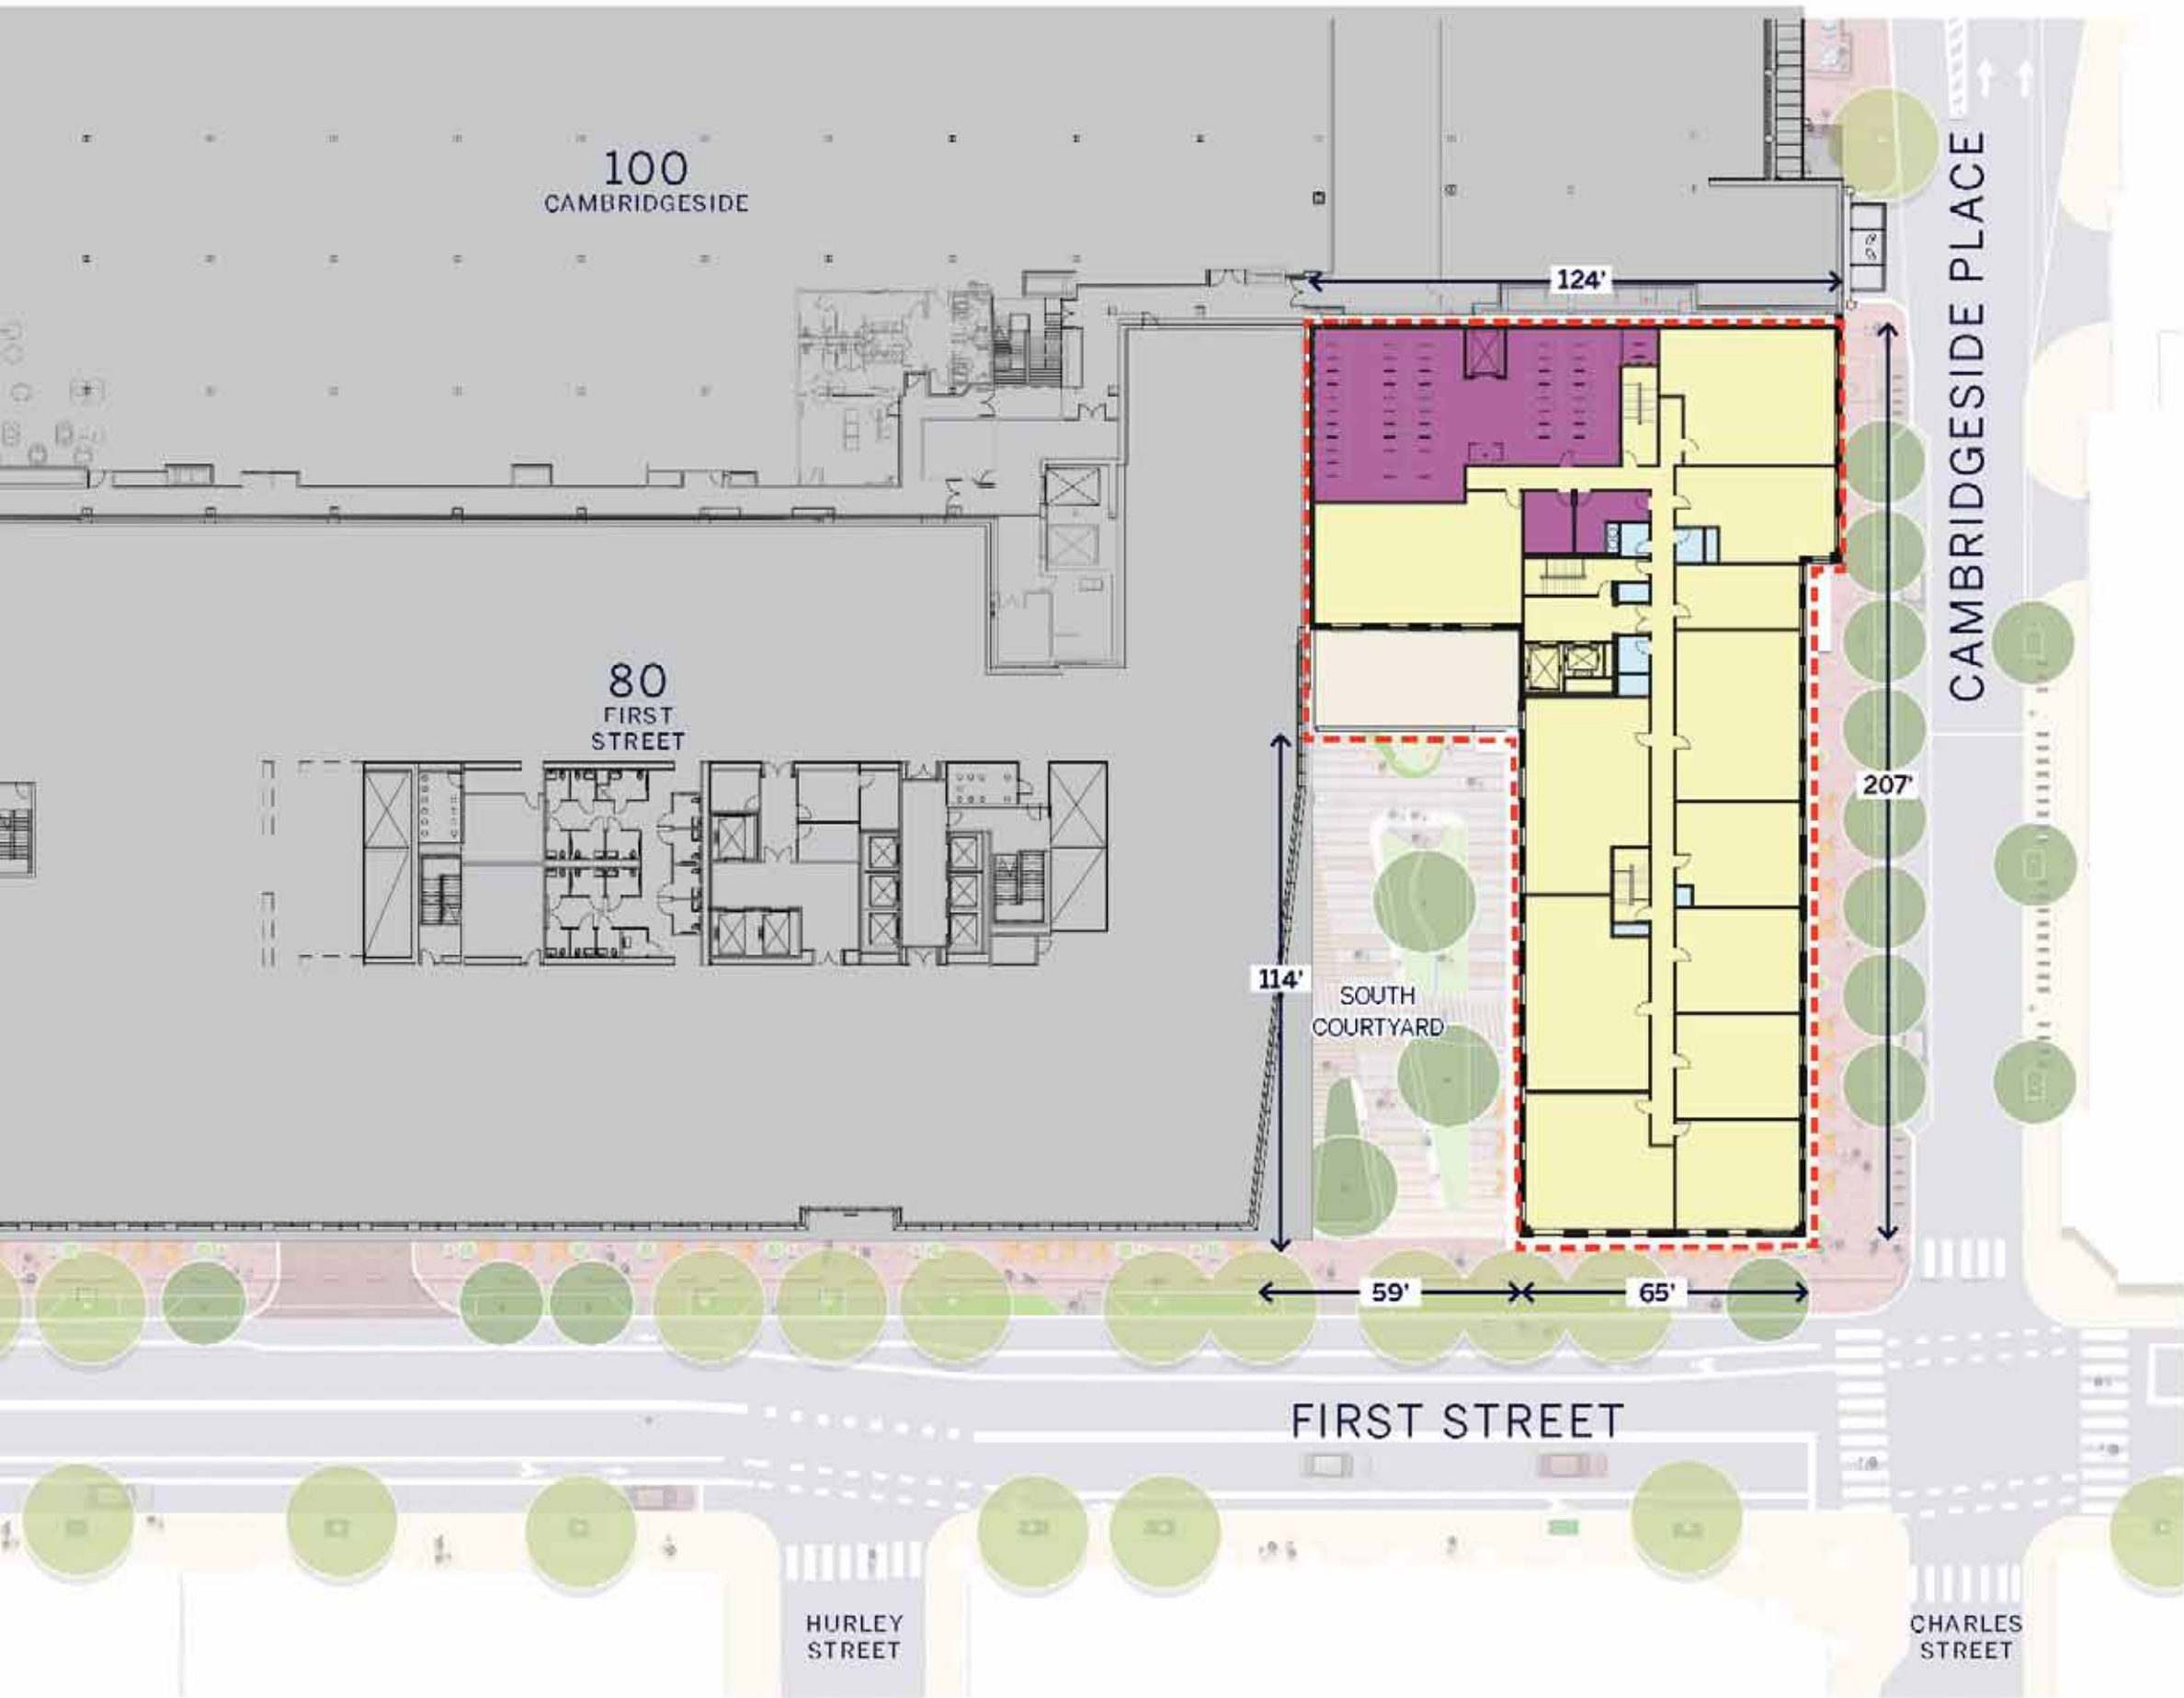 100
CAMBRIDGESIDE
124'
CAMBRIDGESIDE PLACE
80
FIRST
STREET
207'
114'
SOUTH
COURTYARD
59'
65'
FIRST STREET
HURLEY
STREET
CHARLES
STREET